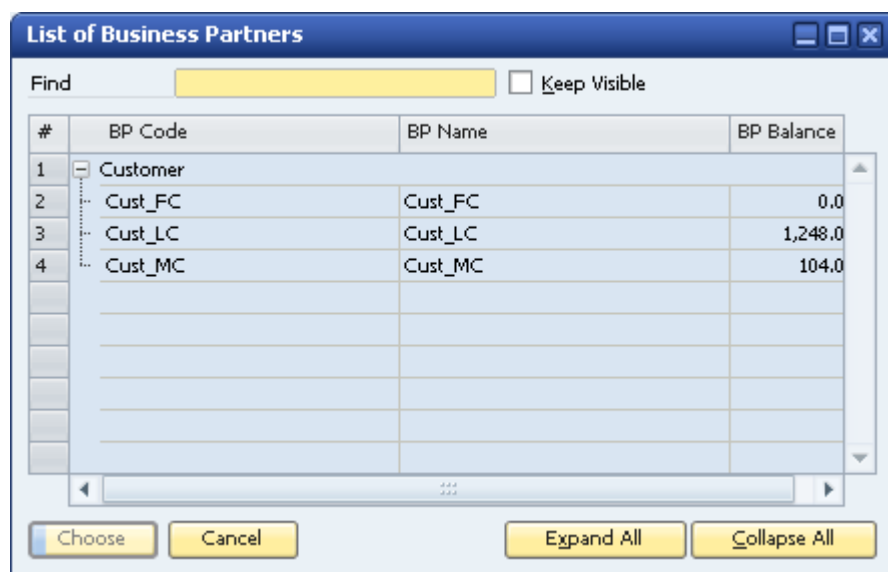 List of Business Partners
Find Keep Visible
# BP Code BP Name BP Balance
1 Customer
2 Cust_FC Cust_FC 0.0
3 Cust_LC Cust_LC 1,248.0
4 Cust_MC Cust_MC 104.0
Choose Cancel Expand All Collapse All